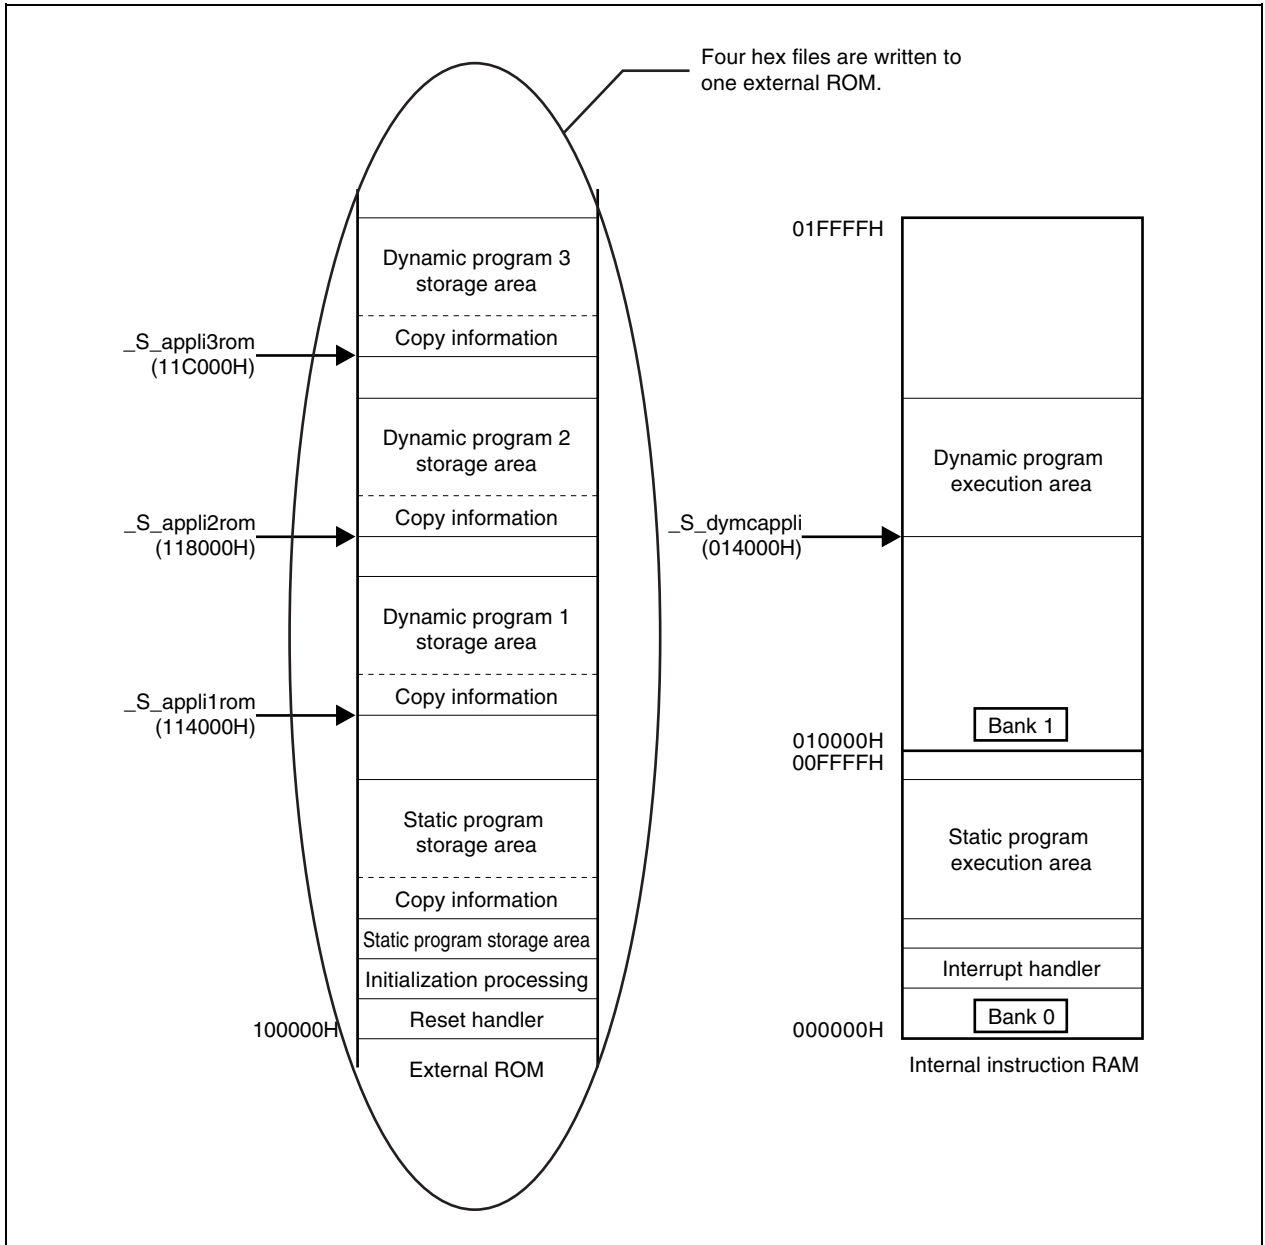 Four hex files are written to
one external ROM.
Dynamic program 3
storage area
Copy information
_S_appli3rom
(11C000H)
Dynamic program 2
storage area
Copy information
_S_appli2rom
(118000H)
Dynamic program 1
storage area
Copy information
_S_appli1rom
(114000H)
Static program
storage area
Copy information
Static program storage area
Initialization processing
Reset handler
100000H
External ROM
01FFFFH
Dynamic program
execution area
_S_dymcappli
(014000H)
Bank 1
010000H
00FFFFH
Static program
execution area
Interrupt handler
Bank 0
000000H
Internal instruction RAM